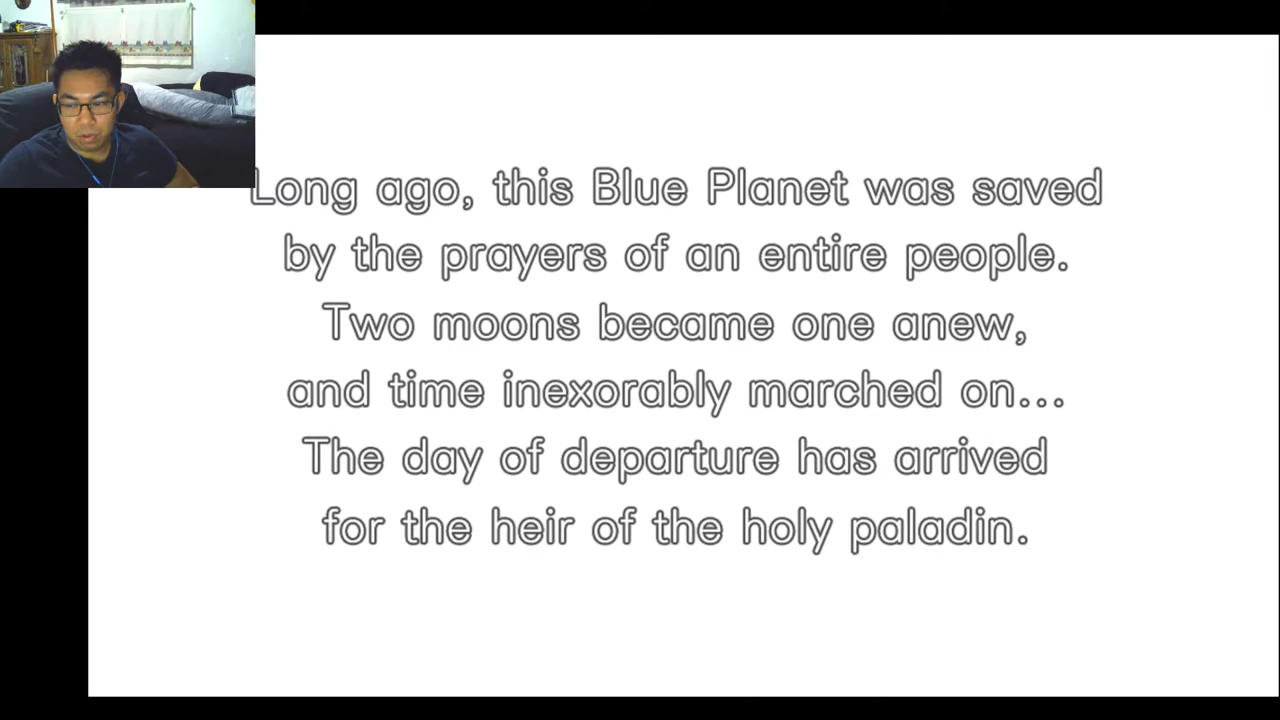 Long ago, this Blue Planet was saved
by the prayers of an entire people.
Two moons became one anew,
and time inexorably marched on...
The day of departure has arrived
for the heir of the holy paladin.